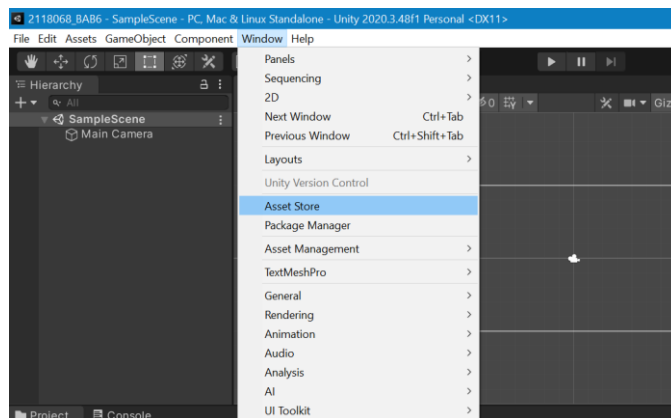 2118068_BAB6 - SampleScene - PC, Mac & Linux Standalone - Unity 2020.3.48f1 Personal <DX11>
File Edit Assets GameObject Component Window Help
Hierarchy
All
SampleScene
Main Camera
Panels
Sequencing
2D
Next Window Ctrl+Tab
Previous Window Ctrl+Shift+Tab
Layouts
Unity Version Control
Asset Store
Package Manager
Asset Management
TextMeshPro
General
Rendering
Animation
Audio
Analysis
AI
UI Toolkit
0
Giz
Project Console